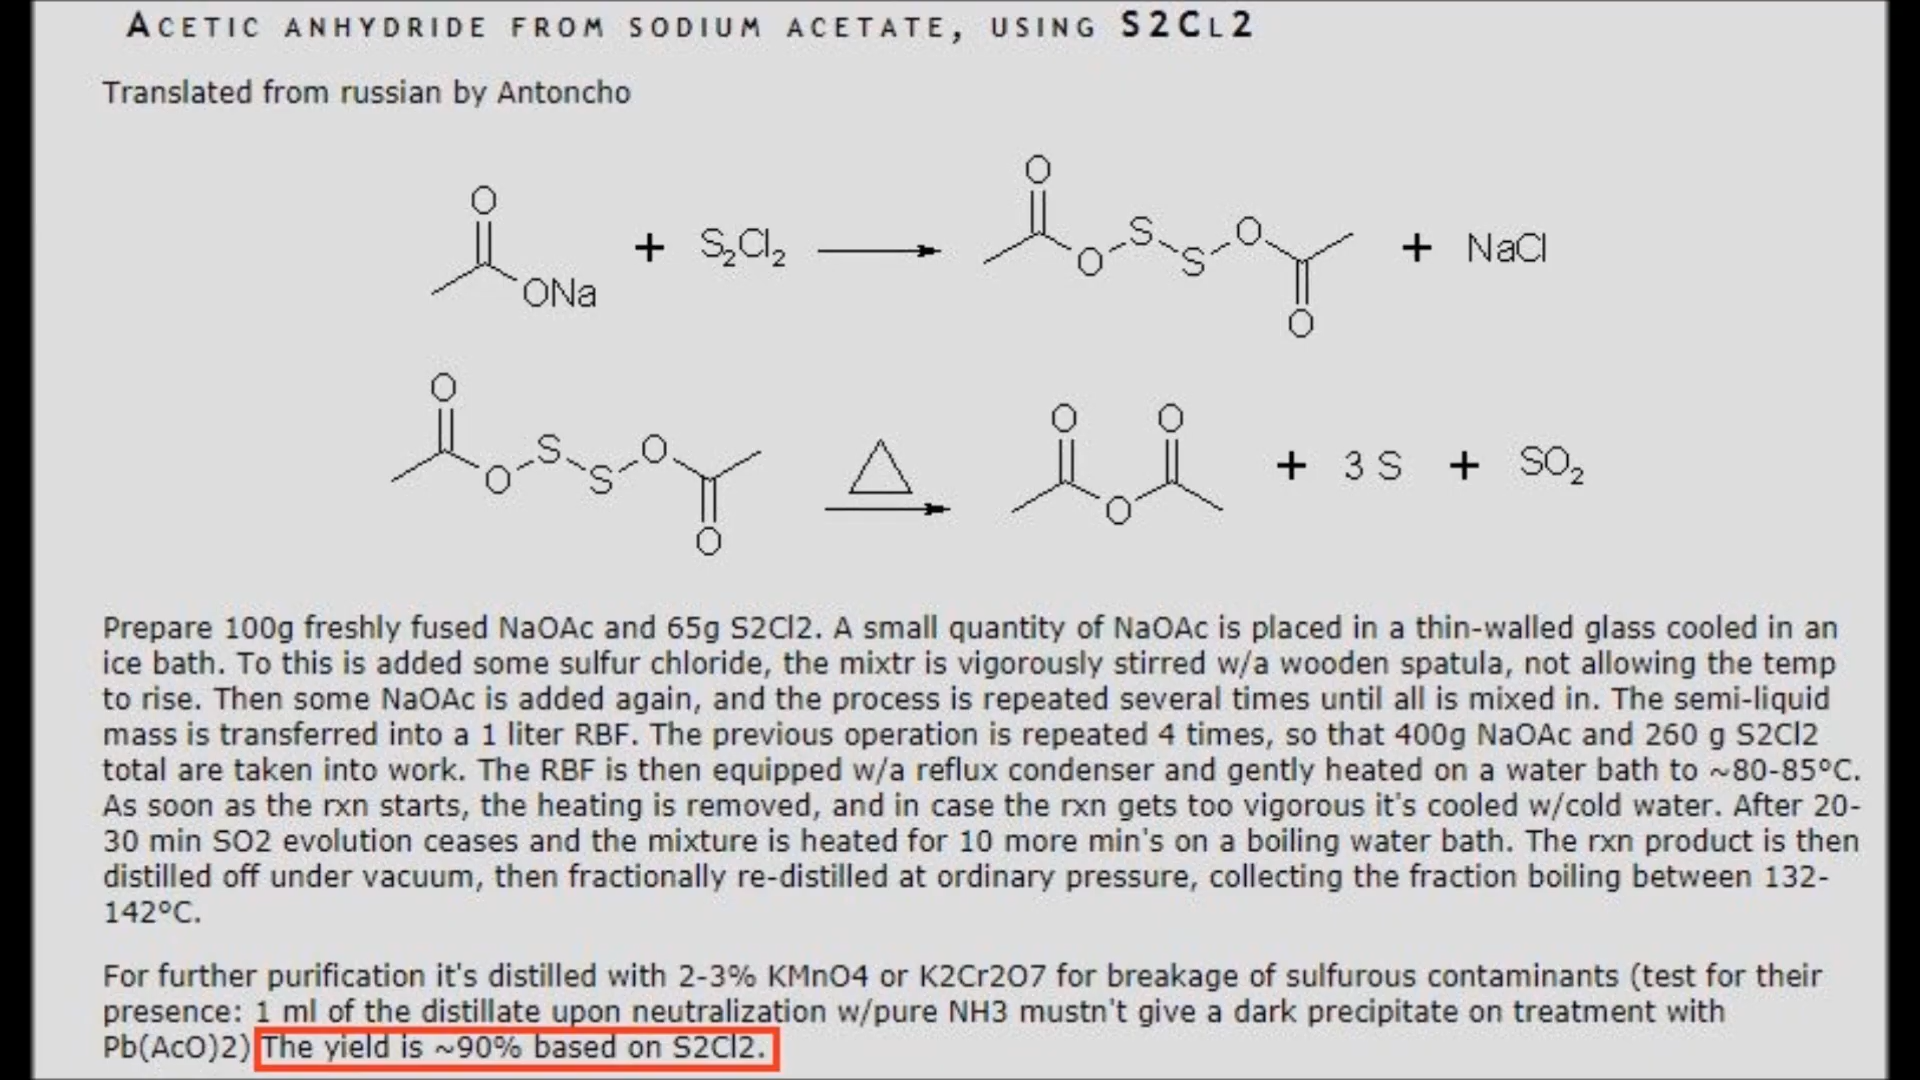 ACETIC ANHYDRIDE FROM SODIUM ACETATE, USING S2CL2
Translated from russian by Antoncho
O
ONa
+ S2Cl2
O
O
S
S
O
O
+ NaCl
O
O
S
S
O
O
O
O
O
+ 3 S + SO2
Prepare 100g freshly fused NaOAc and 65g S2Cl2. A small quantity of NaOAc is placed in a thin-walled glass cooled in an
ice bath. To this is added some sulfur chloride, the mixtr is vigorously stirred w/a wooden spatula, not allowing the temp
to rise. Then some NaOAc is added again, and the process is repeated several times until all is mixed in. The semi-liquid
mass is transferred into a 1 liter RBF. The previous operation is repeated 4 times, so that 400g NaOAc and 260 g S2Cl2
total are taken into work. The RBF is then equipped w/a reflux condenser and gently heated on a water bath to ~80-85°C.
As soon as the rxn starts, the heating is removed, and in case the rxn gets too vigorous it's cooled w/cold water. After 20-
30 min SO2 evolution ceases and the mixture is heated for 10 more min's on a boiling water bath. The rxn product is then
distilled off under vacuum, then fractionally re-distilled at ordinary pressure, collecting the fraction boiling between 132-
142°C.
For further purification it's distilled with 2-3% KMnO4 or K2Cr2O7 for breakage of sulfurous contaminants (test for their
presence: 1 ml of the distillate upon neutralization w/pure NH3 mustn't give a dark precipitate on treatment with
Pb(AcO)2) The yield is ~90% based on S2Cl2.